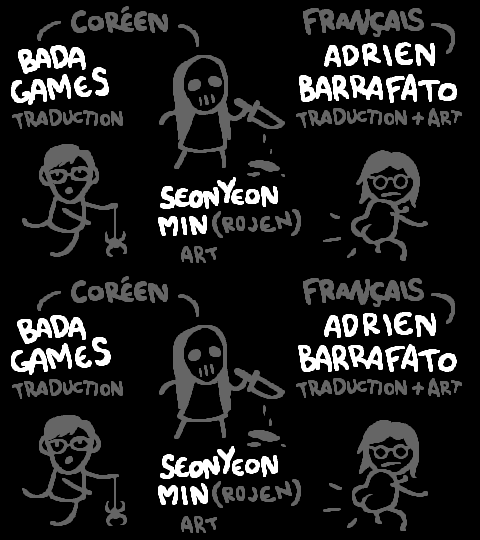 CORÉEN
BADA
GAMES
TRADUCTION
SEONYEON
MIN (ROJEN)
ART
FRANÇAIS
ADRIEN
BARRAFATO
TRADUCTION + ART
CORÉEN
BADA
GAMES
TRADUCTION
SEONYEON
MIN (ROJEN)
ART
FRANÇAIS
ADRIEN
BARRAFATO
TRADUCTION + ART